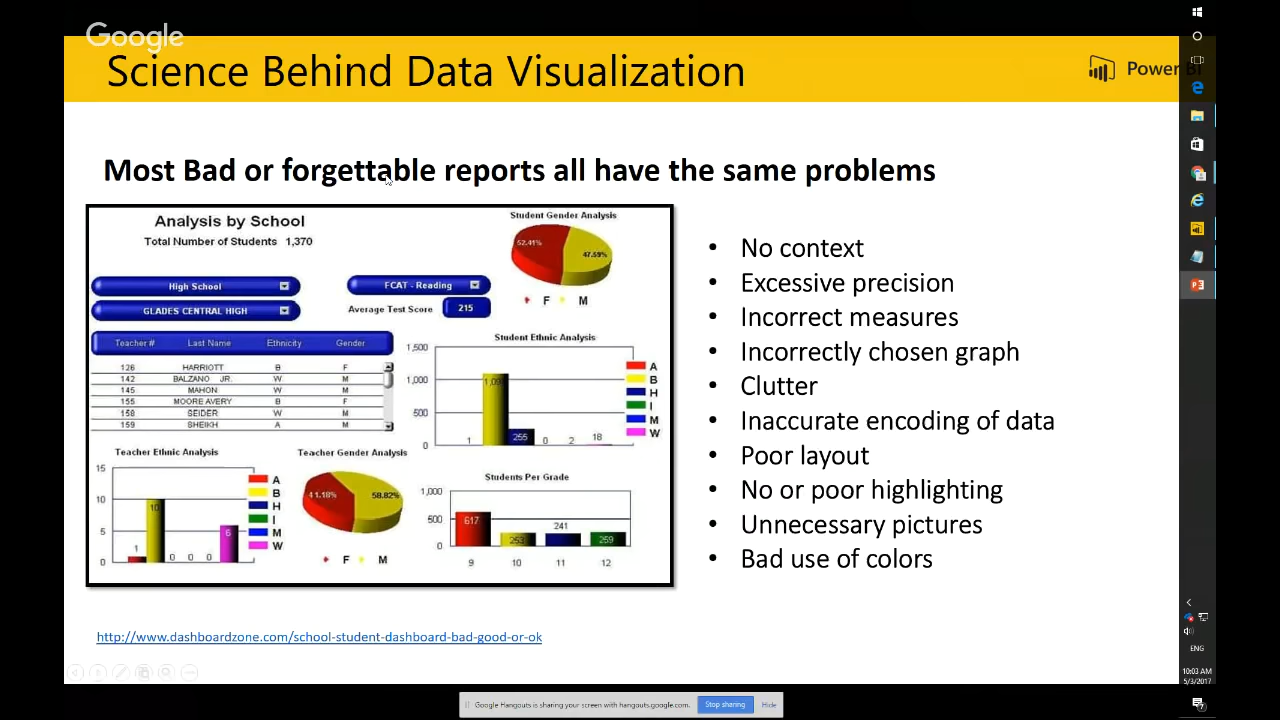 Google
Science Behind Data Visualization
Power BI
Most Bad or forgettable reports all have the same problems
Analysis by School
Total Number of Students 1,370
High School
GLADES CENTRAL HIGH
FCAT - Reading
Average Test Score 215
Teacher # Last Name Ethnicity Gender
126 HARRIOTT B F
142 BALZANO JR. W M
145 MAHON W M
155 MOORE AVERY B F
158 SEIDER W M
159 SHEIKH A M
Student Gender Analysis
52.41% 47.59%
F M
Student Ethnic Analysis
1,500
1,000
500
0
1 255 0 2 18
A
B
H
I
M
W
Teacher Ethnic Analysis
15
10
5
0
1 10 0 0 0 6
A
B
H
I
M
W
Teacher Gender Analysis
41.18% 58.82%
F M
Students Per Grade
1,000
500
0
617 253 241 259
9 10 11 12
• No context
• Excessive precision
• Incorrect measures
• Incorrectly chosen graph
• Clutter
• Inaccurate encoding of data
• Poor layout
• No or poor highlighting
• Unnecessary pictures
• Bad use of colors
http://www.dashboardzone.com/school-student-dashboard-bad-good-or-ok
ENG
10:03 AM
5/3/2017
Google Hangouts is sharing your screen with hangouts.google.com.
Stop sharing
Hide